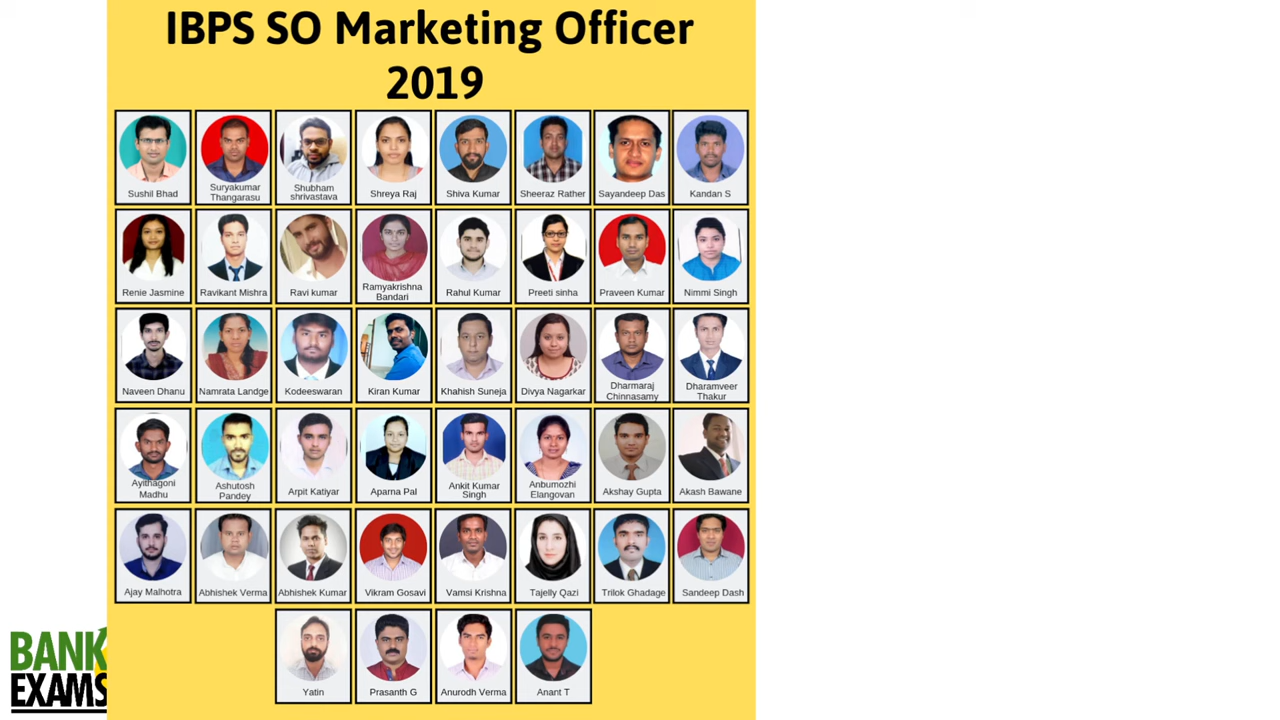 IBPS SO Marketing Officer
2019
Sushil Bhad
Suryakumar
Thangarasu
Shubham
shrivastava
Shreya Raj
Shiva Kumar
Sheeraz Rather
Sayandeep Das
Kandan S
Renie Jasmine
Ravikant Mishra
Ravi kumar
Ramyakrishna
Bandari
Rahul Kumar
Preeti sinha
Praveen Kumar
Nimmi Singh
Naveen Dhanu
Namrata Landge
Kodeeswaran
Kiran Kumar
Khahish Suneja
Divya Nagarkar
Dharmaraj
Chinnasamy
Dharamveer
Thakur
Ayithagoni
Madhu
Ashutosh
Pandey
Arpit Katiyar
Aparna Pal
Ankit Kumar
Singh
Anbumozhi
Elangovan
Akshay Gupta
Akash Bawane
Ajay Malhotra
Abhishek Verma
Abhishek Kumar
Vikram Gosavi
Vamsi Krishna
Tajelly Qazi
Trilok Ghadage
Sandeep Dash
Yatin
Prasanth G
Anurodh Verma
Anant T
BANK
EXAMS